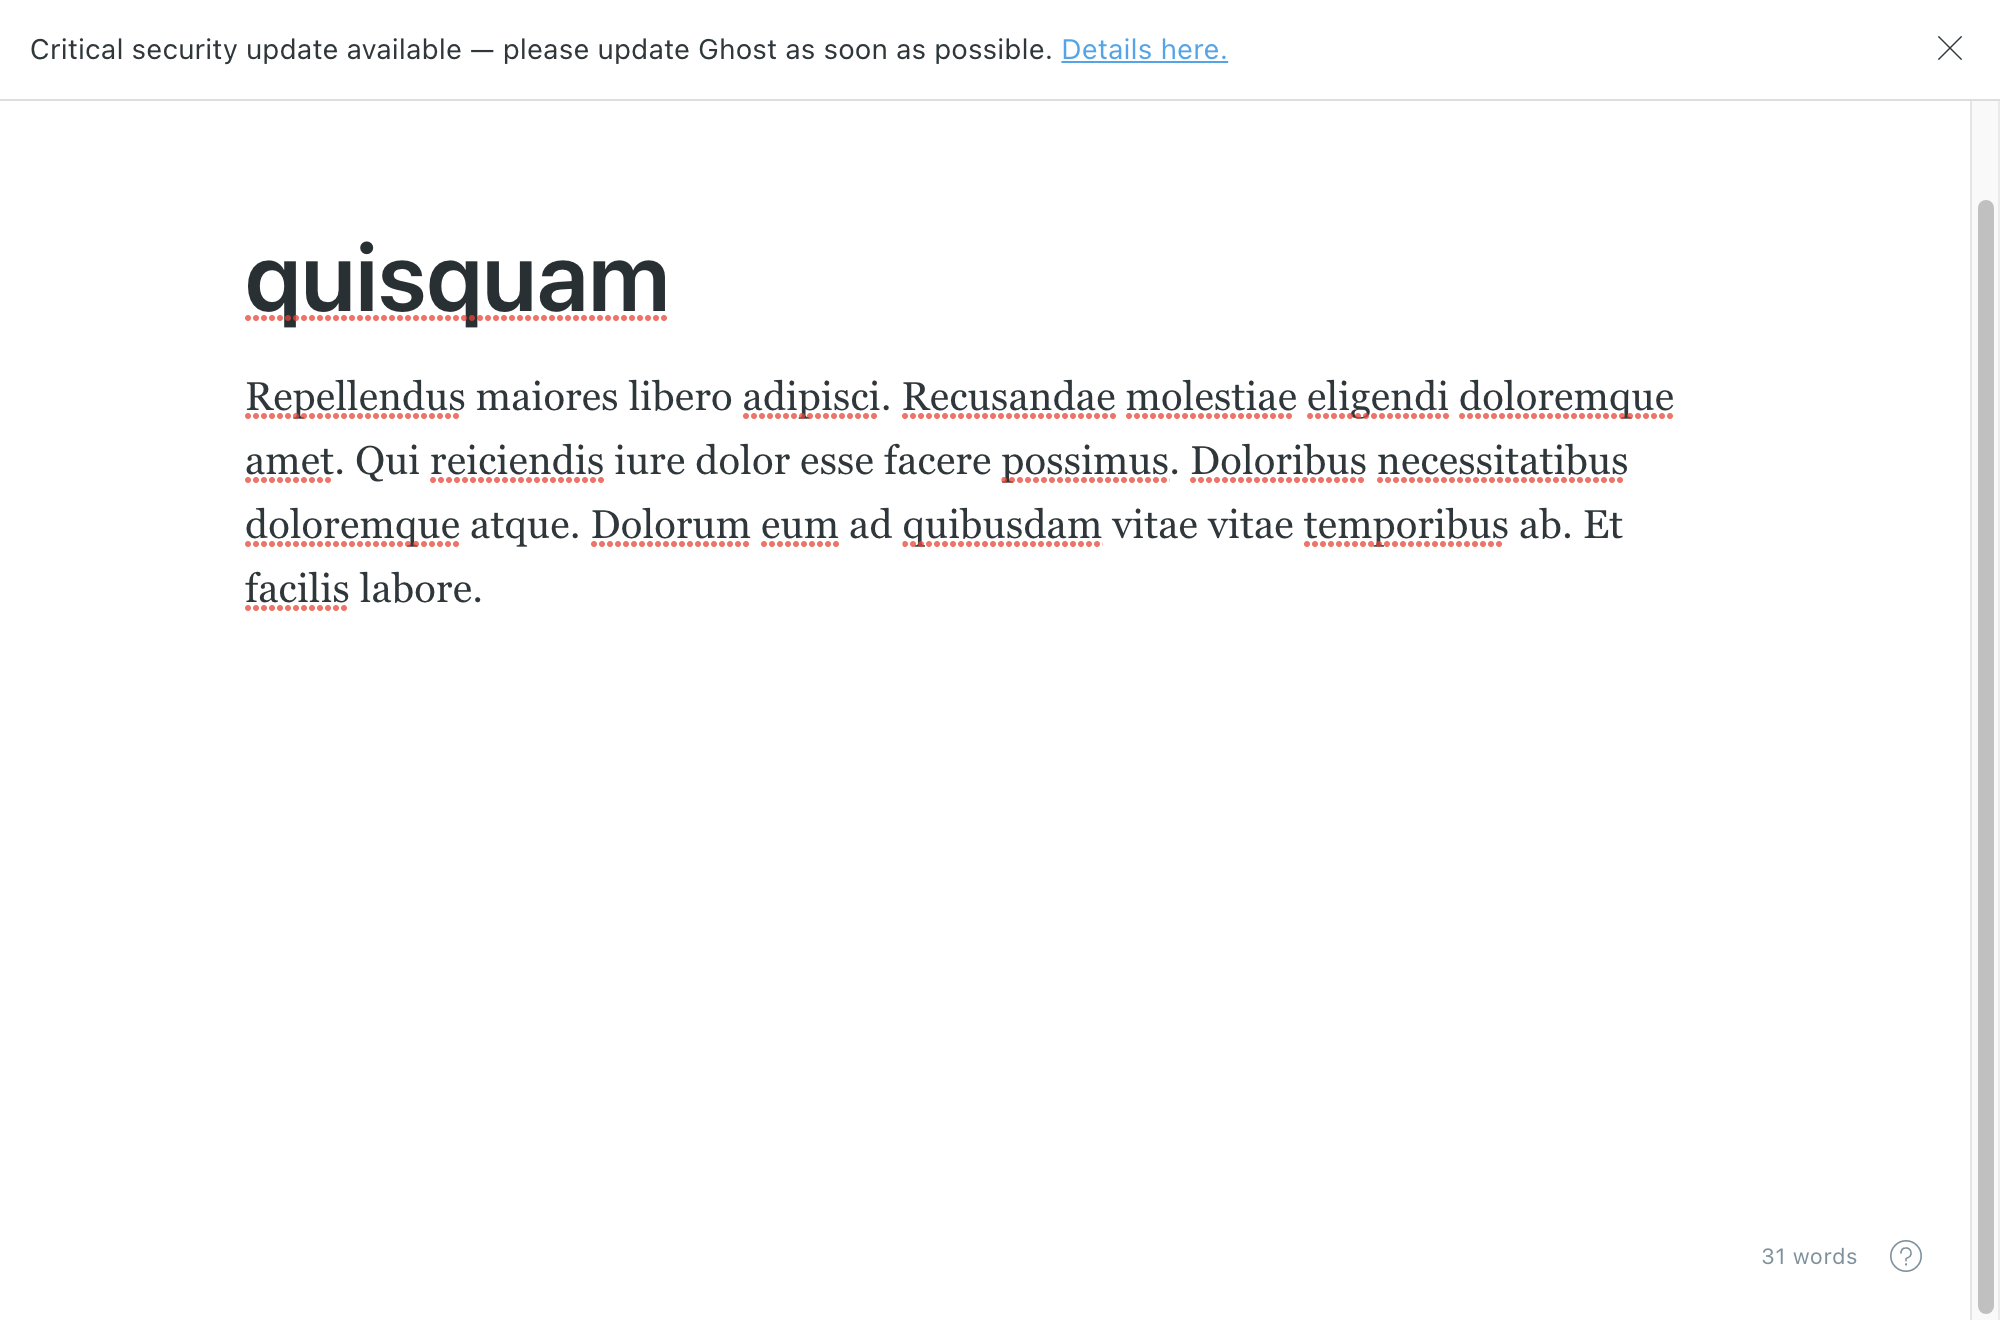 Critical security update available — please update Ghost as soon as possible. Details here.
quisquam
Repellendus maiores libero adipisci. Recusandae molestiae eligendi doloremque
amet. Qui reiciendis iure dolor esse facere possimus. Doloribus necessitatibus
doloremque atque. Dolorum eum ad quibusdam vitae vitae temporibus ab. Et
facilis labore.
31 words
?